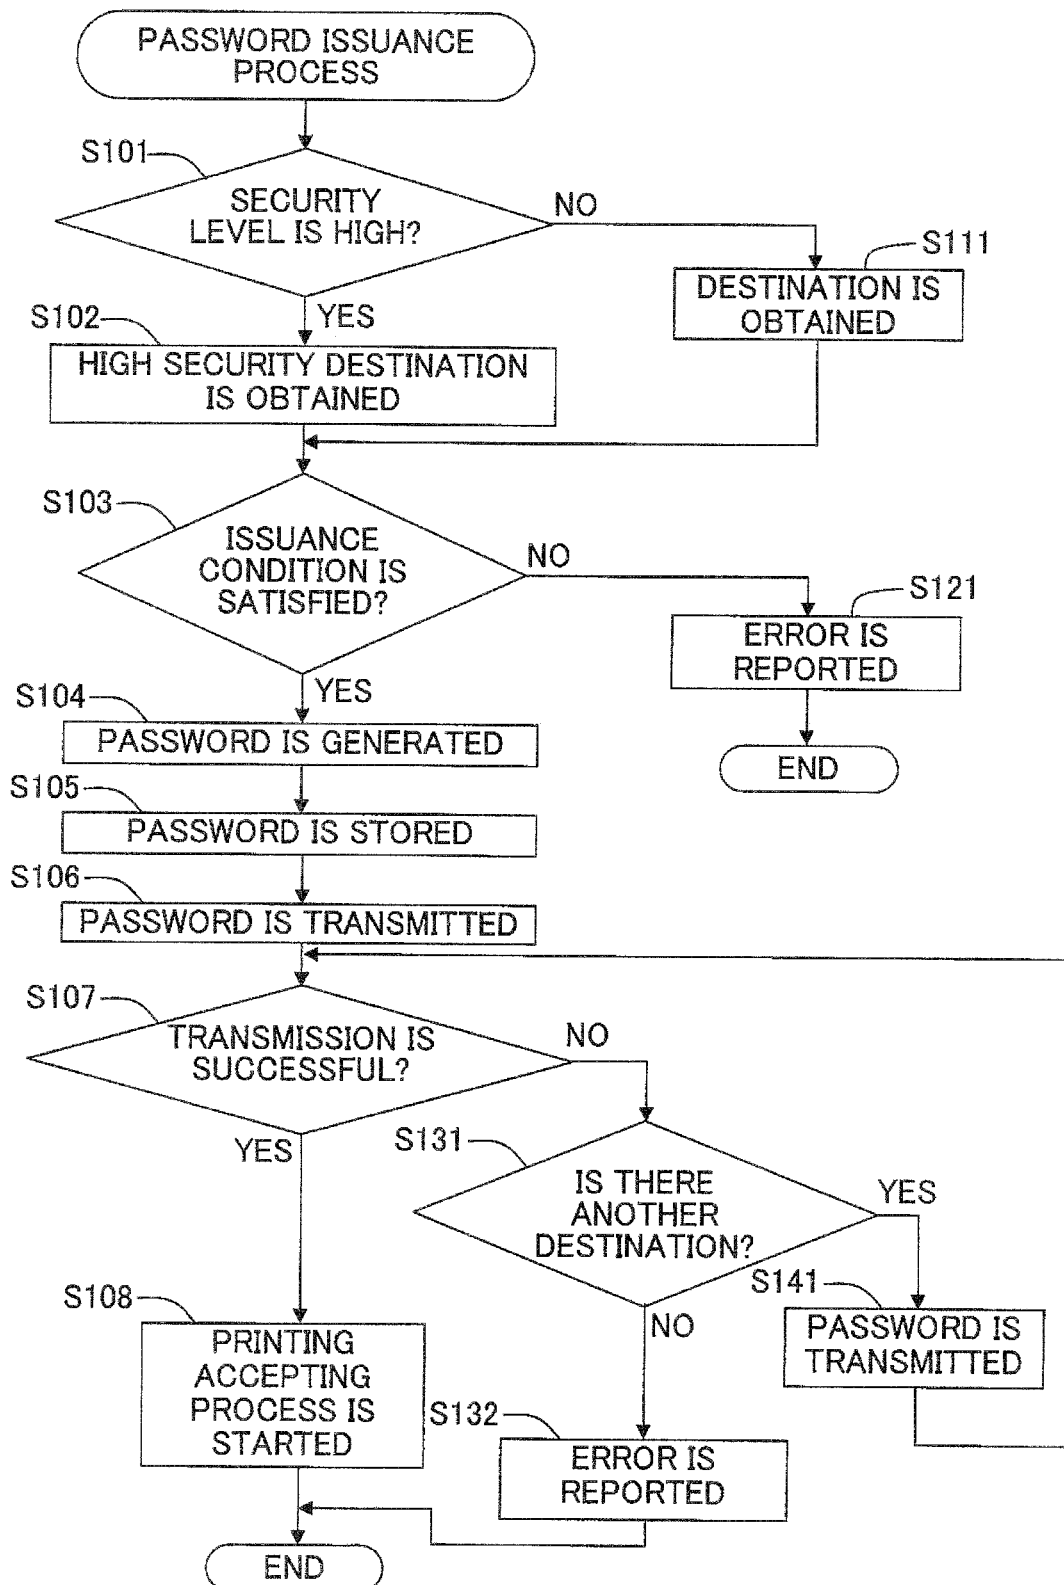 PASSWORD ISSUANCE
PROCESS
S101
SECURITY
LEVEL IS HIGH?
NO
S111
DESTINATION IS
OBTAINED
YES
S102
HIGH SECURITY DESTINATION
IS OBTAINED
S103
ISSUANCE
CONDITION IS
SATISFIED?
NO
S121
ERROR IS
REPORTED
END
YES
S104
PASSWORD IS GENERATED
S105
PASSWORD IS STORED
S106
PASSWORD IS TRANSMITTED
S107
TRANSMISSION IS
SUCCESSFUL?
NO
YES
S131
IS THERE
ANOTHER
DESTINATION?
YES
S141
PASSWORD IS
TRANSMITTED
NO
S108
PRINTING
ACCEPTING
PROCESS IS
STARTED
S132
ERROR IS
REPORTED
END